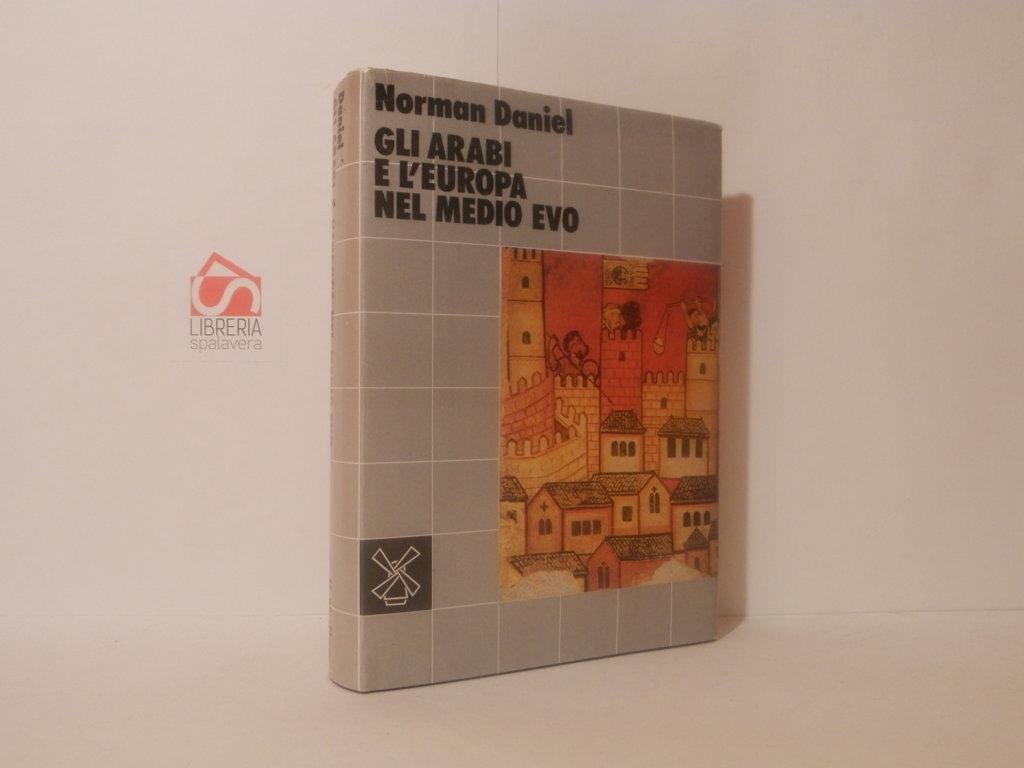 Norman Daniel
GLI ARABI
E L'EUROPA
NEL MEDIO EVO
LIBRERIA
spalavera